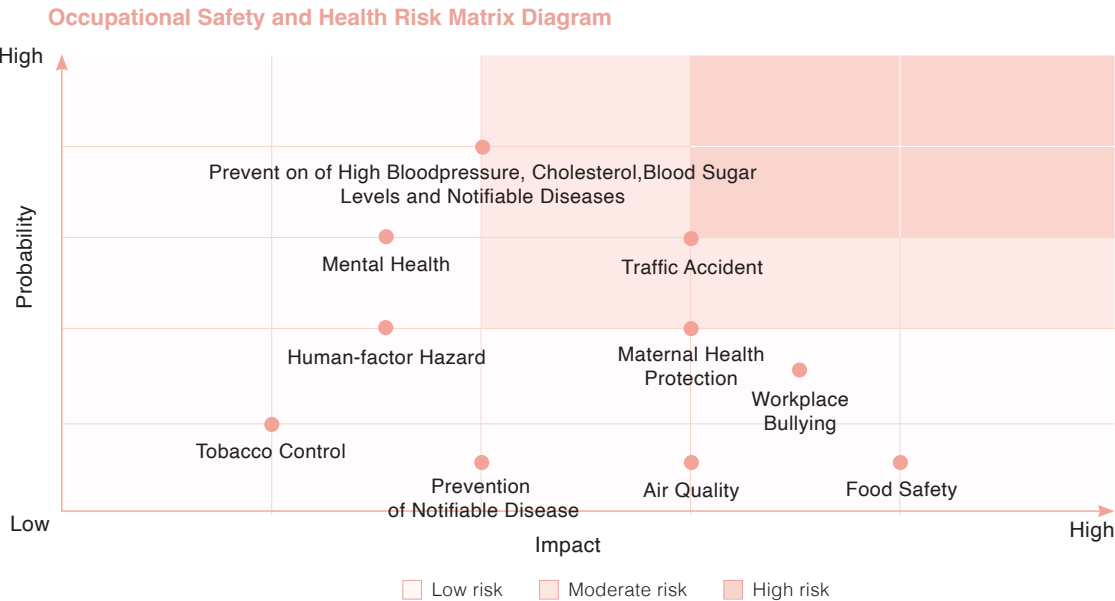 Occupational Safety and Health Risk Matrix Diagram
High
Prevent on of High Bloodpressure, Cholesterol,Blood Sugar
Levels and Notifiable Diseases
Mental Health
Traffic Accident
Probability
Human-factor Hazard
Maternal Health
Protection
Workplace
Bullying
Tobacco Control
Prevention
of Notifiable Disease
Air Quality
Food Safety
Low
High
Impact
Low risk
Moderate risk
High risk